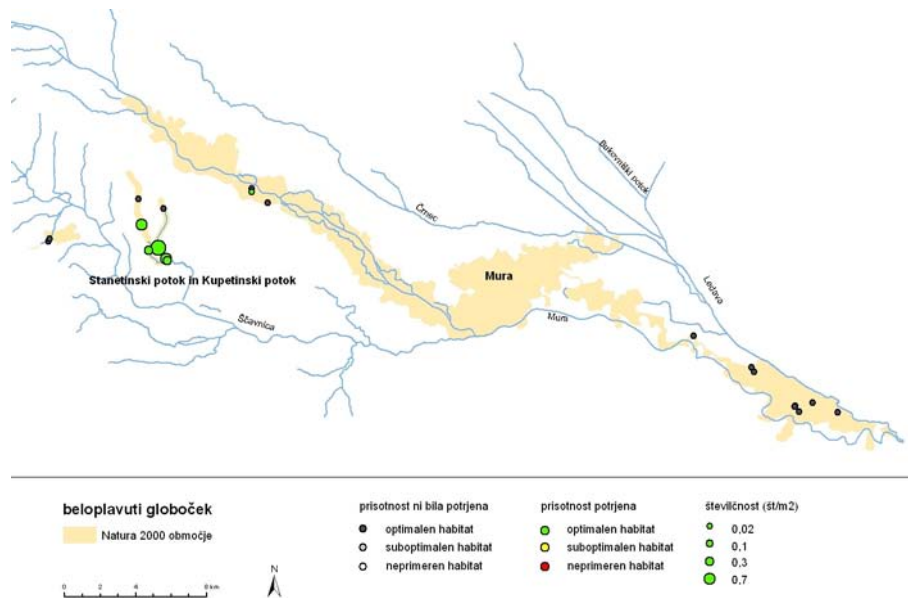 Bukovniški potok
Črnec
Mura
Ledava
Stanetinski potok in Kupetinski potok
Ščavnica
Mura
beloplavuti globoček
Natura 2000 območje
0 2 4 8 km
N
prisotnost ni bila potrjena
optimalen habitat
suboptimalen habitat
neprimeren habitat
prisotnost potrjena
optimalen habitat
suboptimalen habitat
neprimeren habitat
številčnost (št/m2)
0,02
0,1
0,3
0,7